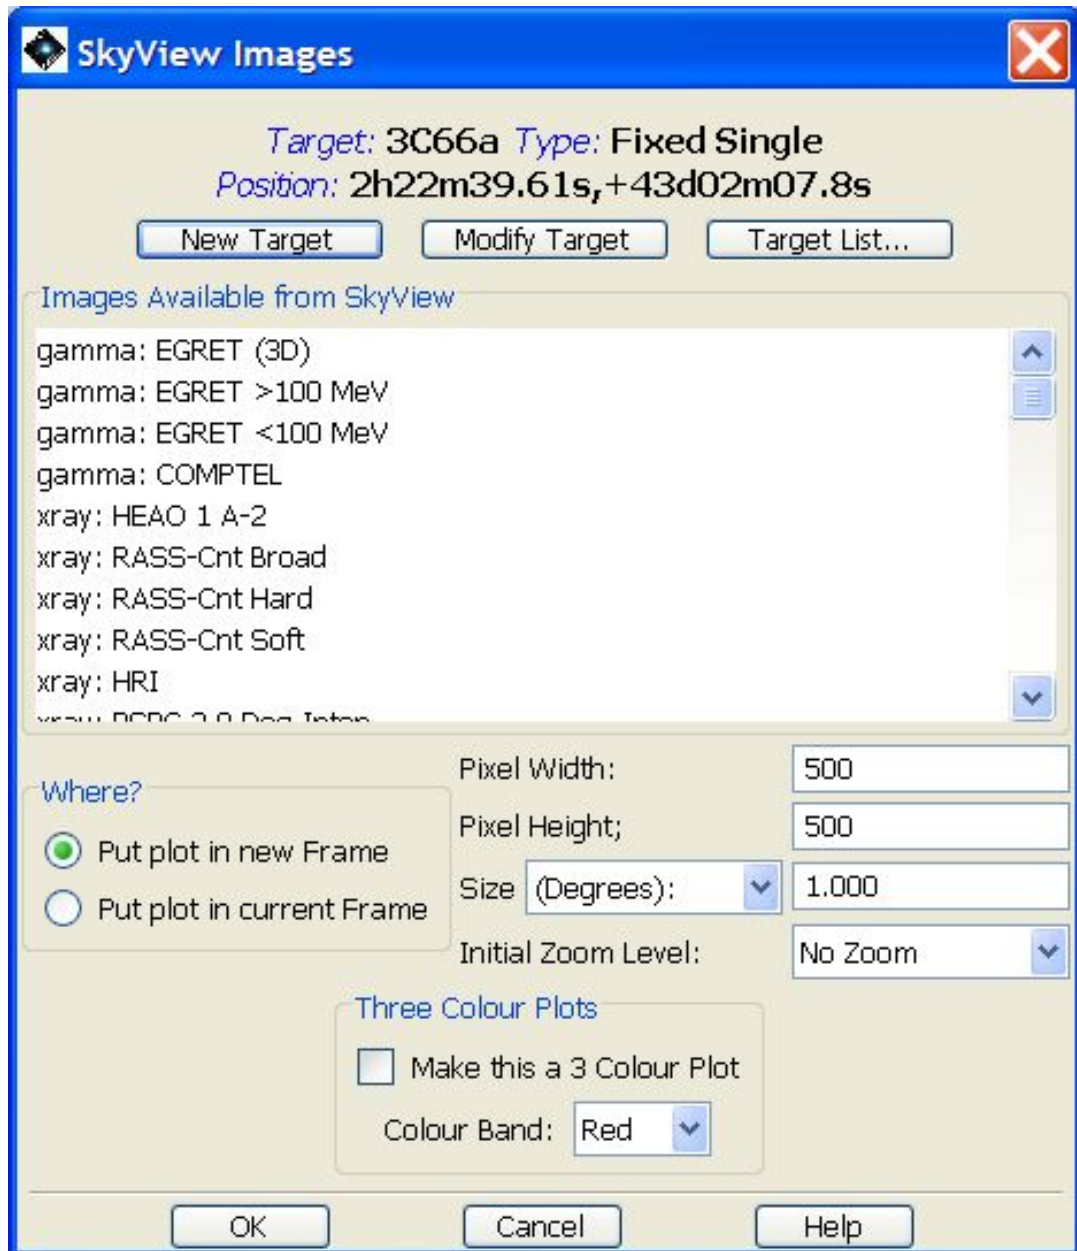 SkyView Images
Target: 3C66a Type: Fixed Single
Position: 2h22m39.61s,+43d02m07.8s
New Target Modify Target Target List...
Images Available from SkyView
gamma: EGRET (3D)
gamma: EGRET >100 MeV
gamma: EGRET <100 MeV
gamma: COMPTEL
xray: HEAO 1 A-2
xray: RASS-Cnt Broad
xray: RASS-Cnt Hard
xray: RASS-Cnt Soft
xray: HRI
Where?
Put plot in new Frame
Put plot in current Frame
Pixel Width: 500
Pixel Height; 500
Size (Degrees): 1.000
Initial Zoom Level: No Zoom
Three Colour Plots
Make this a 3 Colour Plot
Colour Band: Red
OK Cancel Help